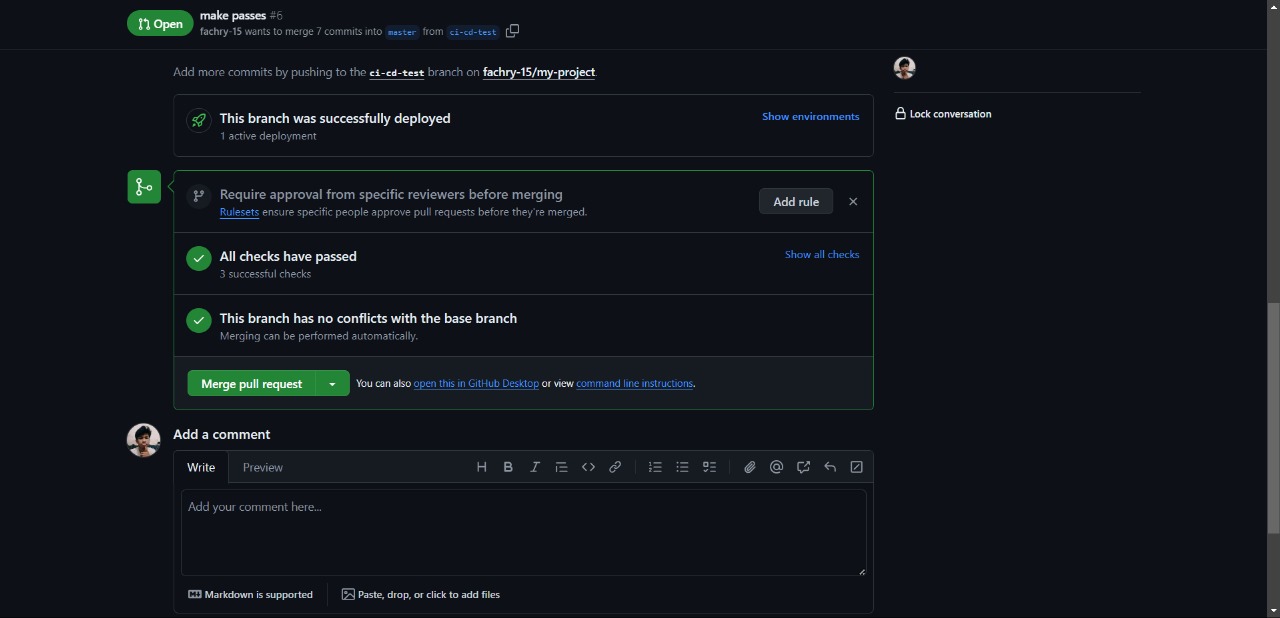 Open
make passes #6
fachry-15 wants to merge 7 commits into master from ci-cd-test
Add more commits by pushing to the ci-cd-test branch on fachry-15/my-project.
Lock conversation
This branch was successfully deployed
Show environments
1 active deployment
Require approval from specific reviewers before merging
Rulesets ensure specific people approve pull requests before they're merged.
Add rule
All checks have passed
Show all checks
3 successful checks
This branch has no conflicts with the base branch
Merging can be performed automatically.
Merge pull request
You can also open this in GitHub Desktop or view command line instructions.
Add a comment
Write
Preview
Add your comment here...
Markdown is supported
Paste, drop, or click to add files